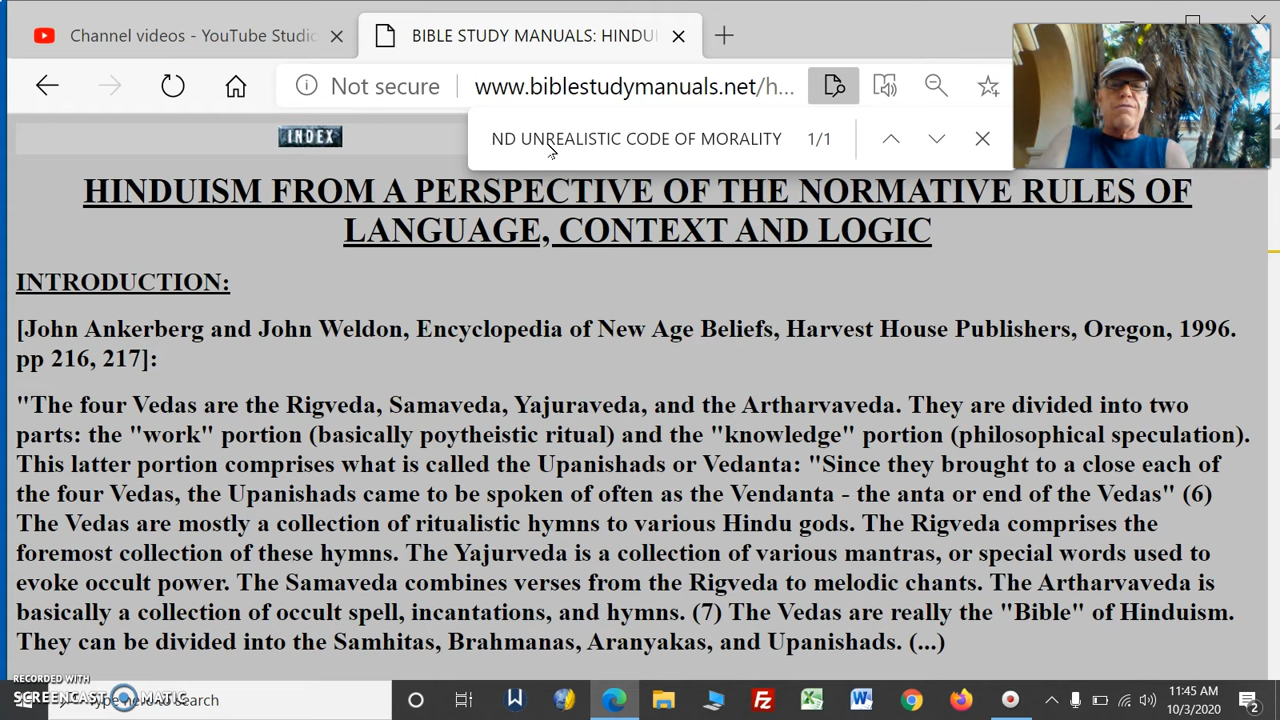 Channel videos - YouTube Studio
BIBLE STUDY MANUALS: HINDU
Not secure
www.biblestudymanuals.net/h...
INDEX
ND UNREALISTIC CODE OF MORALITY 1/1
HINDUISM FROM A PERSPECTIVE OF THE NORMATIVE RULES OF
LANGUAGE, CONTEXT AND LOGIC
INTRODUCTION:
[John Ankerberg and John Weldon, Encyclopedia of New Age Beliefs, Harvest House Publishers, Oregon, 1996.
pp 216, 217]:
"The four Vedas are the Rigveda, Samaveda, Yajuraveda, and the Artharvaveda. They are divided into two
parts: the "work" portion (basically poytheistic ritual) and the "knowledge" portion (philosophical speculation).
This latter portion comprises what is called the Upanishads or Vedanta: "Since they brought to a close each of
the four Vedas, the Upanishads came to be spoken of often as the Vendanta - the anta or end of the Vedas" (6)
The Vedas are mostly a collection of ritualistic hymns to various Hindu gods. The Rigveda comprises the
foremost collection of these hymns. The Yajurveda is a collection of various mantras, or special words used to
evoke occult power. The Samaveda combines verses from the Rigveda to melodic chants. The Artharvaveda is
basically a collection of occult spell, incantations, and hymns. (7) The Vedas are really the "Bible" of Hinduism.
They can be divided into the Samhitas, Brahmanas, Aranyakas, and Upanishads. (...)
RECORDED WITH
SCREENCAST MATIC
Type here to search
11:45 AM
10/3/2020
2